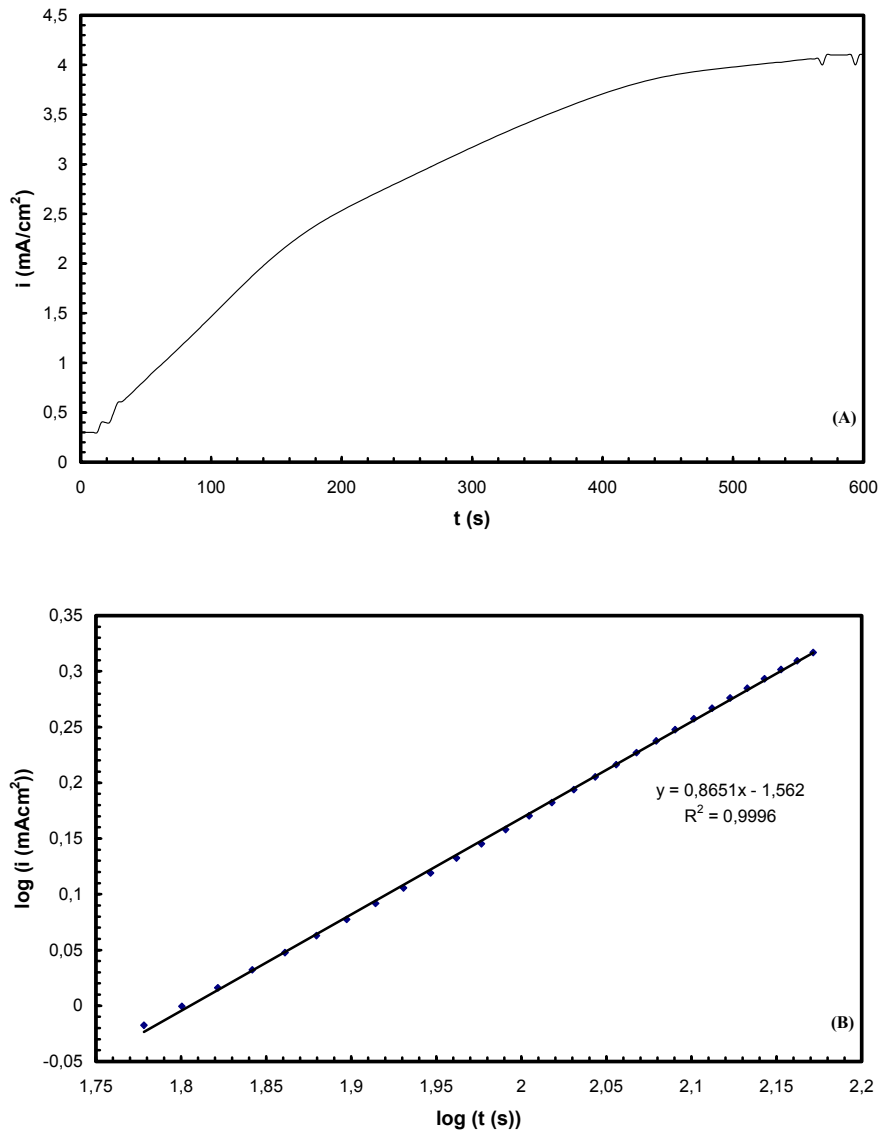 4,5
4
3,5
3
2,5
2
1,5
1
0,5
0
i (mA/cm²)
(A)
0 100 200 300 400 500 600
t (s)
0,35
0,3
0,25
0,2
0,15
0,1
0,05
0
-0,05
log (i (mAcm²))
y = 0,8651x - 1,562
R² = 0,9996
(B)
1,75 1,8 1,85 1,9 1,95 2 2,05 2,1 2,15 2,2
log (t (s))